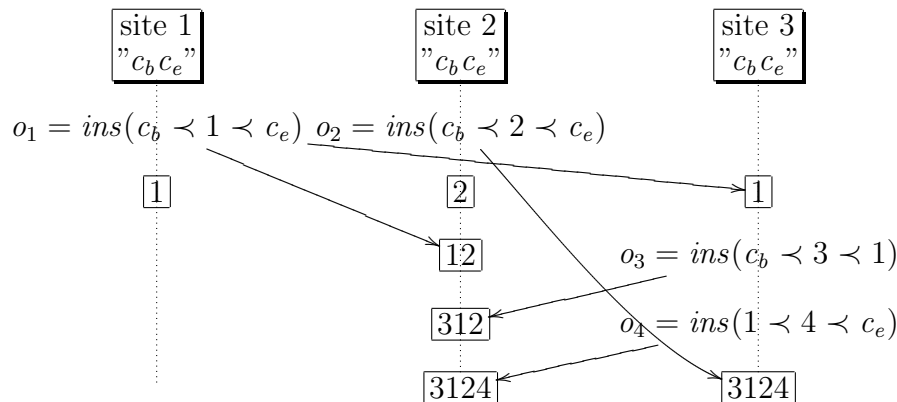 site 1 site 2 site 3
”c_b c_e” ”c_b c_e” ”c_b c_e”
o_1 = ins(c_b ≺ 1 ≺ c_e) o_2 = ins(c_b ≺ 2 ≺ c_e)
1 2 1
12 o_3 = ins(c_b ≺ 3 ≺ 1)
312 o_4 = ins(1 ≺ 4 ≺ c_e)
3124 3124